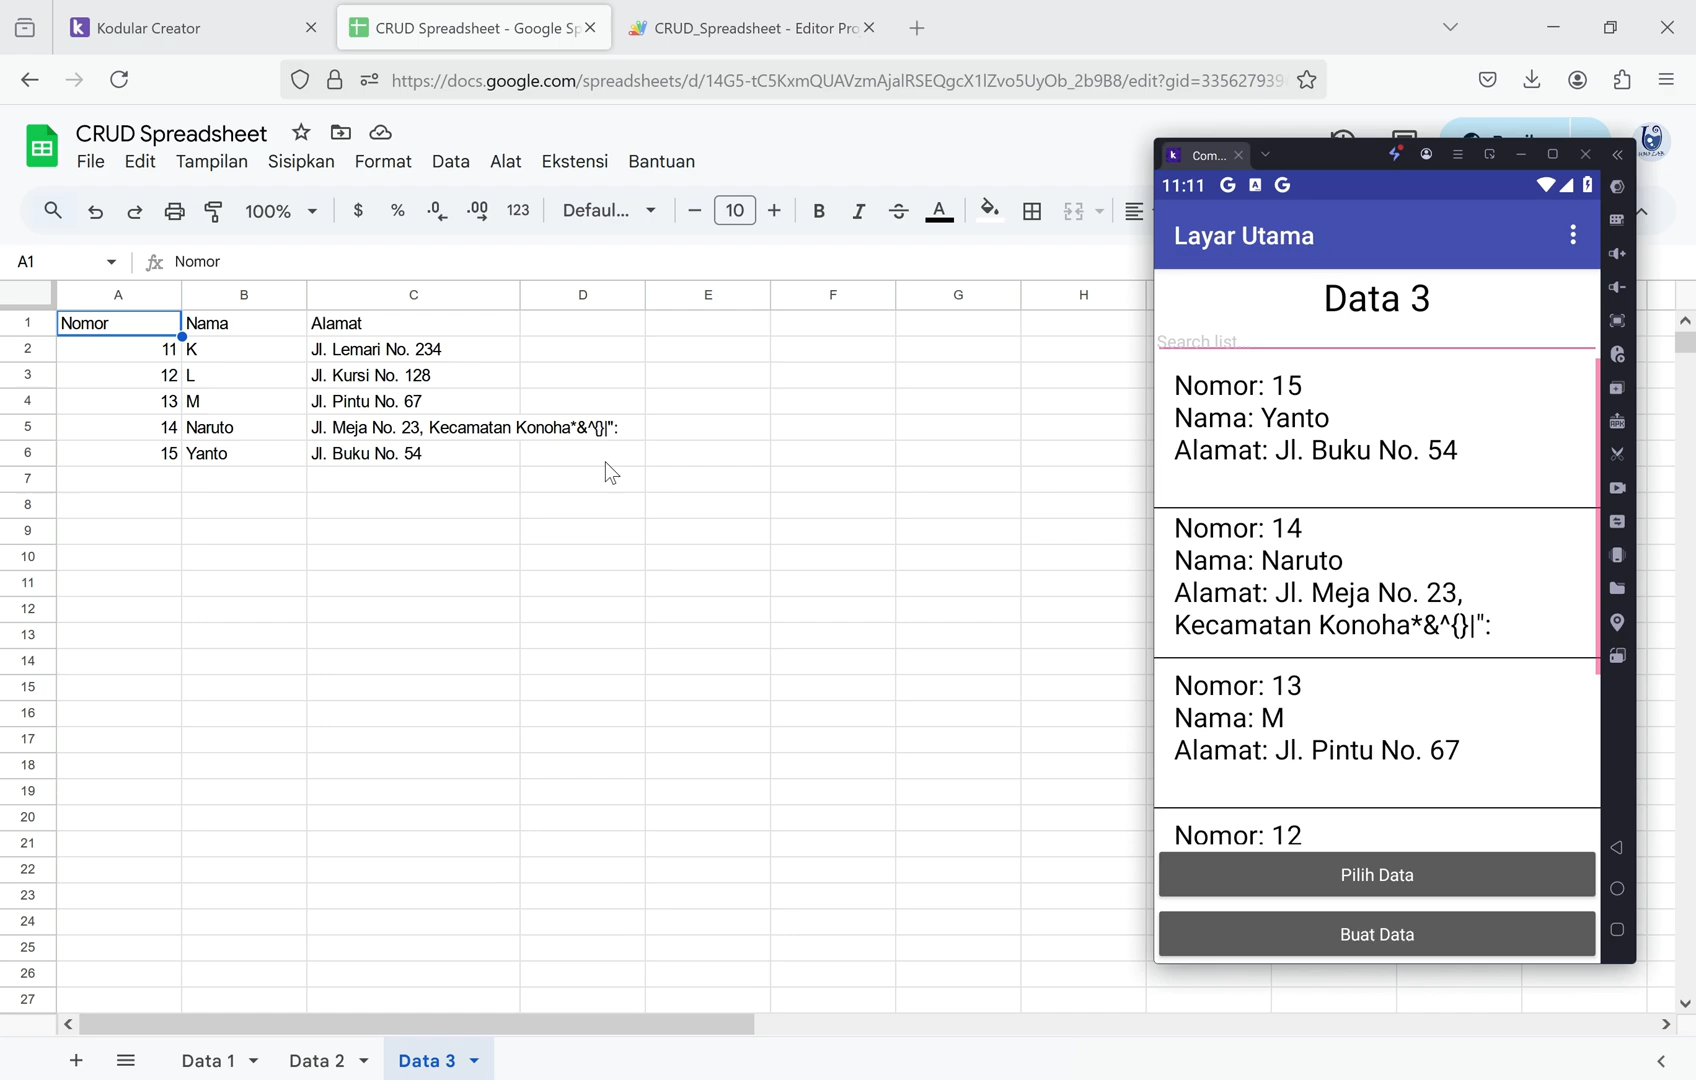 Kodular Creator
CRUD Spreadsheet - Google Sp
CRUD_Spreadsheet - Editor Pro
https://docs.google.com/spreadsheets/d/14G5-tC5KxmQUAVzmAjalRSEQgcX1lZvo5UyOb_2b9B8/edit?gid=335627939
CRUD Spreadsheet
File Edit Tampilan Sisipkan Format Data Alat Ekstensi Bantuan
100% $ % .0 .00 123 Defaul... 10 B I S A
A1 fx Nomor
A B C D E F G H
1 Nomor Nama Alamat
2 11 K Jl. Lemari No. 234
3 12 L Jl. Kursi No. 128
4 13 M Jl. Pintu No. 67
5 14 Naruto Jl. Meja No. 23, Kecamatan Konoha*&^{}|":
6 15 Yanto Jl. Buku No. 54
7
8
9
10
11
12
13
14
15
16
17
18
19
20
21
22
23
24
25
26
27
Data 1 Data 2 Data 3
Com...
11:11
Layar Utama
Data 3
Search list...
Nomor: 15
Nama: Yanto
Alamat: Jl. Buku No. 54
Nomor: 14
Nama: Naruto
Alamat: Jl. Meja No. 23,
Kecamatan Konoha*&^{}|":
Nomor: 13
Nama: M
Alamat: Jl. Pintu No. 67
Nomor: 12
Pilih Data
Buat Data